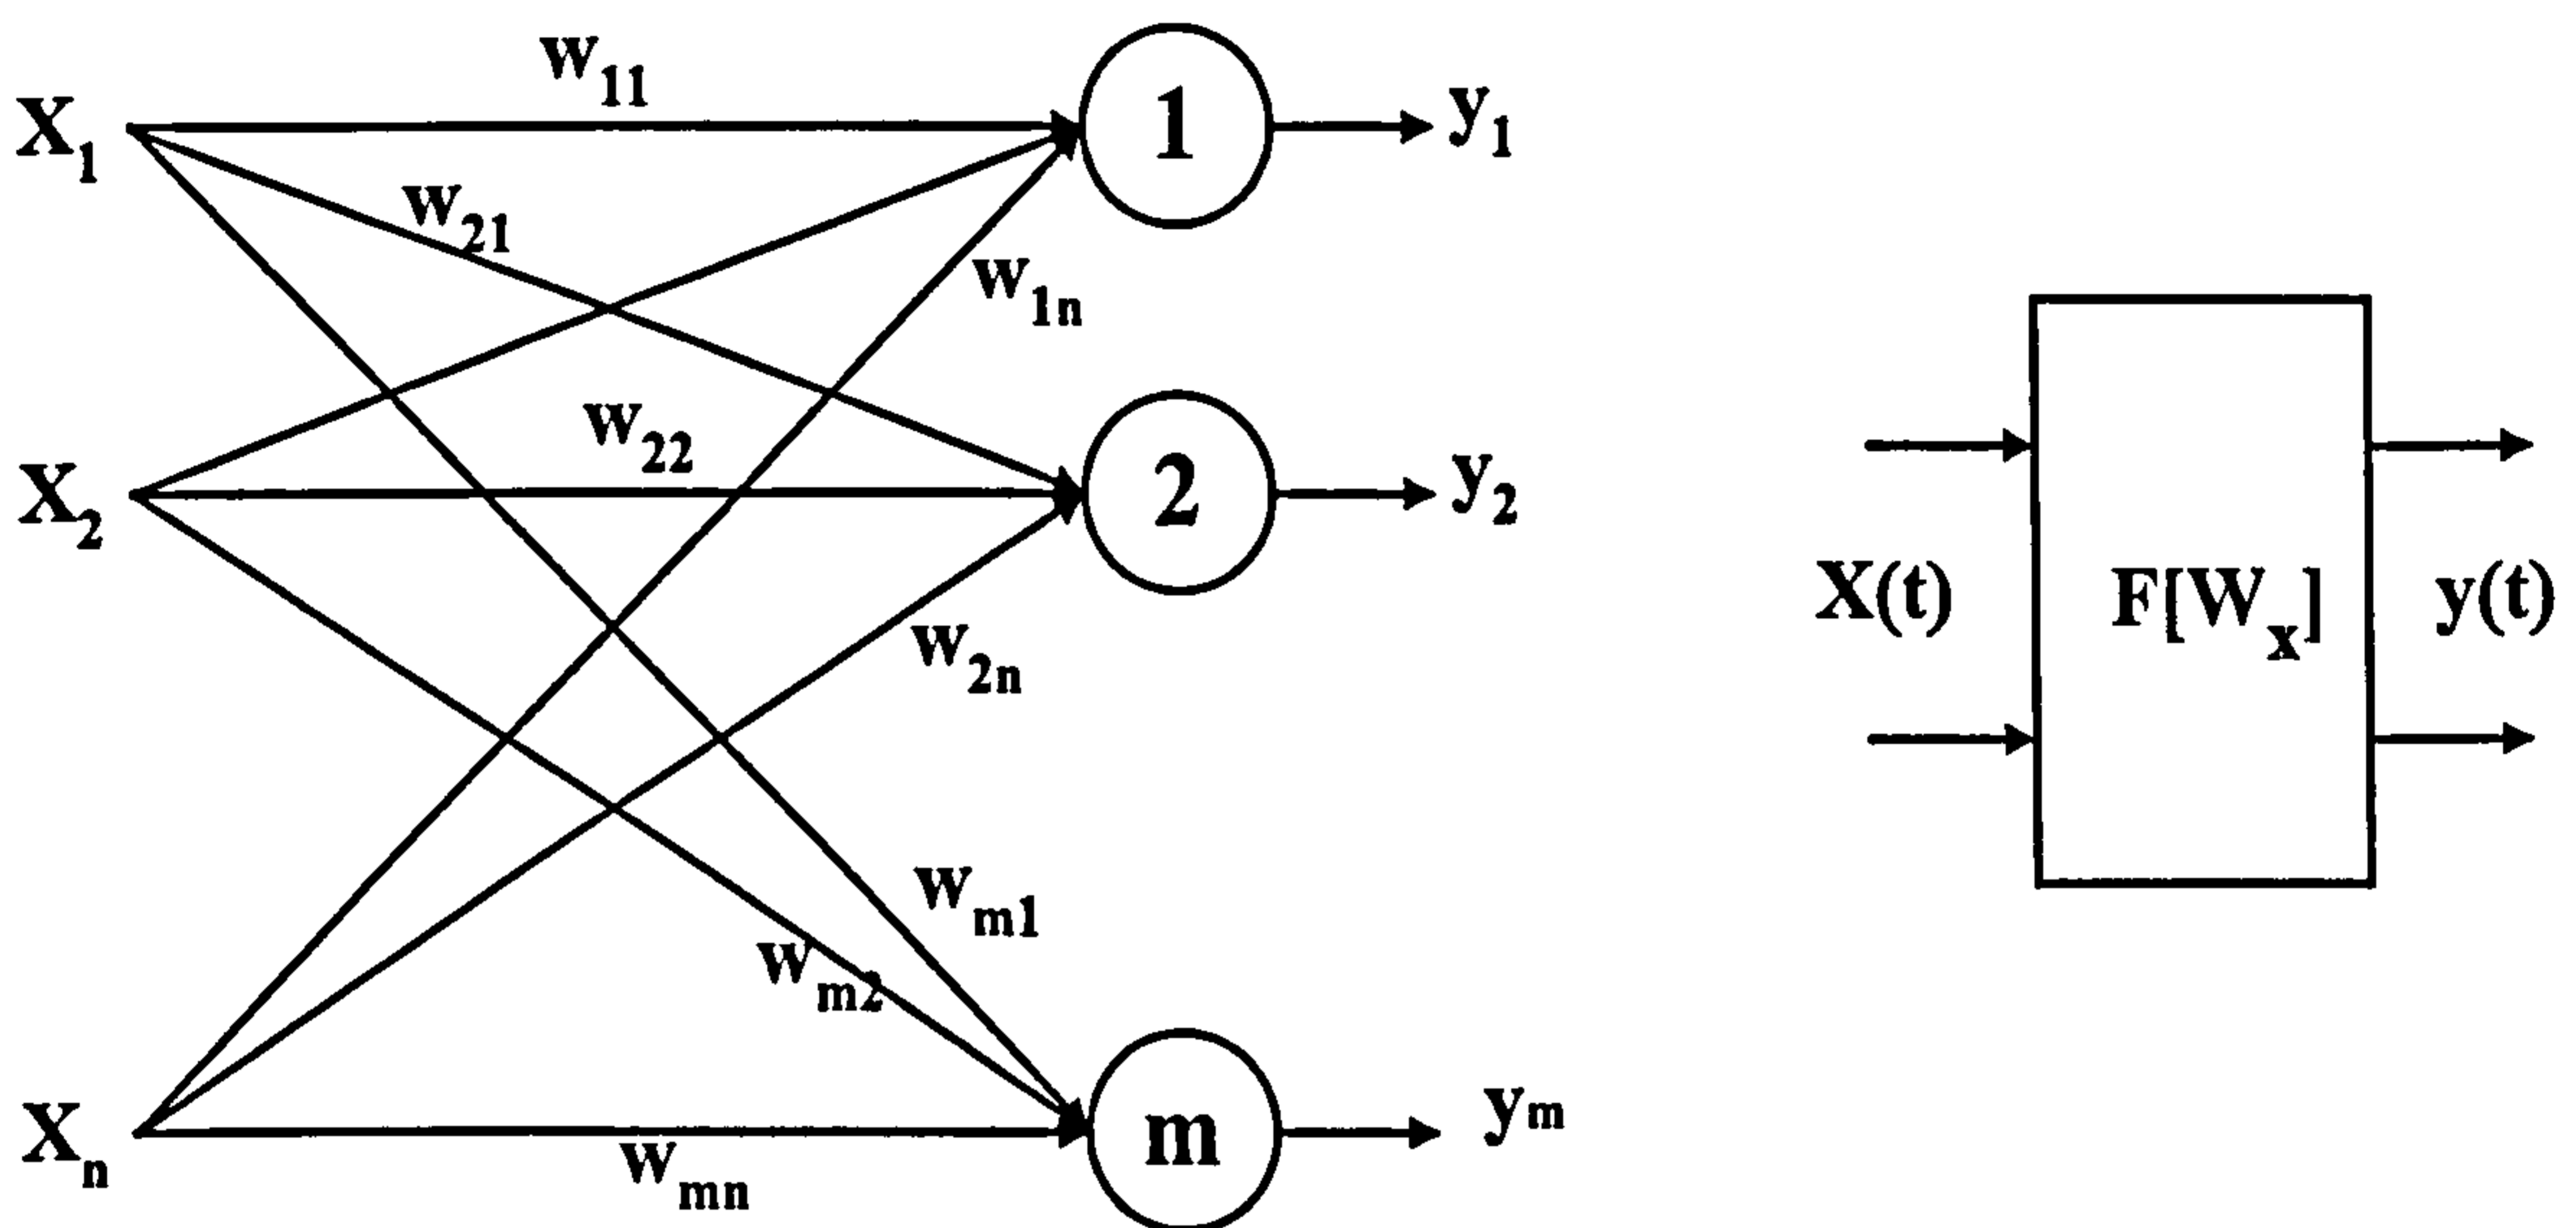 X₁
w₁₁
1
y₁
w₂₁
w₁ₙ
X₂
w₂₂
2
y₂
w₂ₙ
wₘ₁
wₘ₂
Xₙ
wₘₙ
m
yₘ
X(t)
F[Wₓ]
y(t)